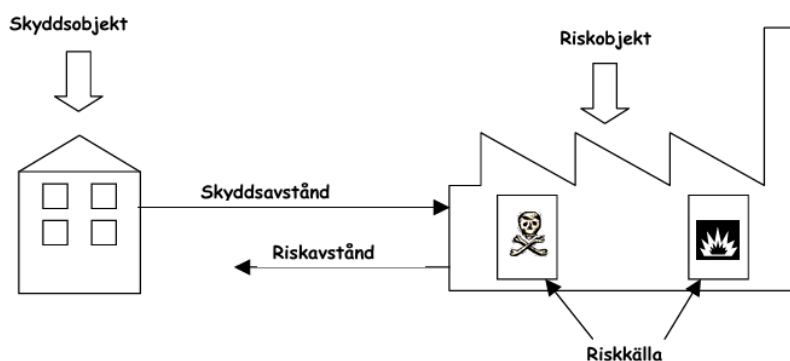 Skyddsobjekt
Riskobjekt
Skyddsavstånd
Riskavstånd
Riskkälla